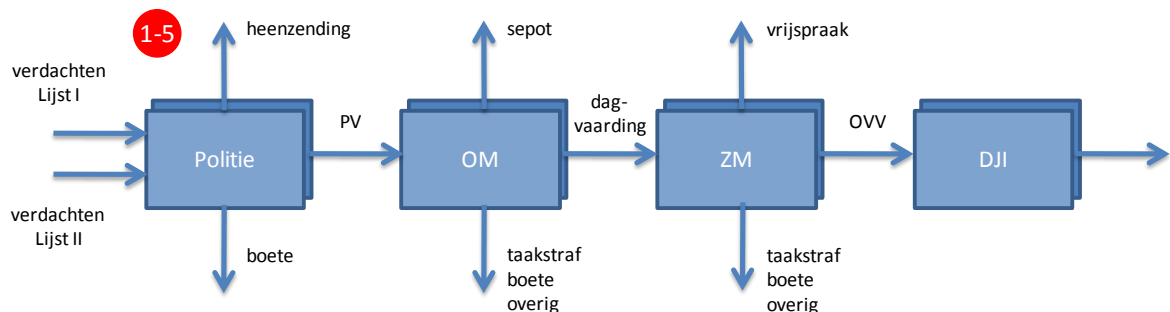 1-5
heenzending
sepot
vrijspraak
verdachten
Lijst I
PV
dag-
vaarding
OVV
Politie
OM
ZM
DJI
verdachten
Lijst II
boete
taakstraf
boete
overig
taakstraf
boete
overig